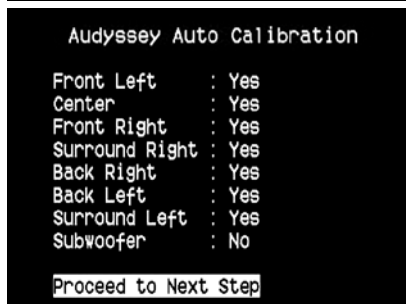 Audyssey Auto Calibration
Front Left : Yes
Center : Yes
Front Right : Yes
Surround Right : Yes
Back Right : Yes
Back Left : Yes
Surround Left : Yes
Subwoofer : No
Proceed to Next Step